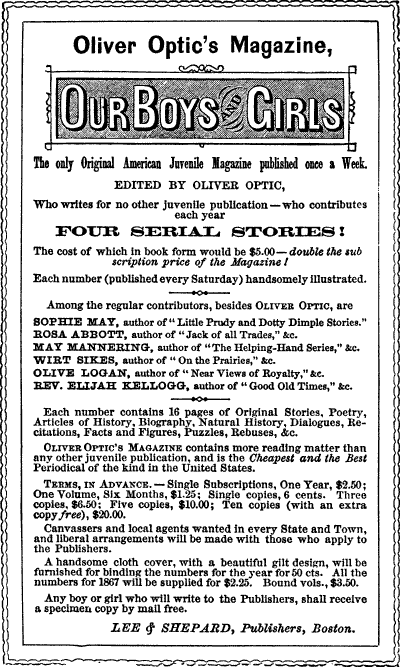 Oliver Optic's Magazine,
OUR BOYS AND GIRLS
The only Original American Juvenile Magazine published once a Week.
EDITED BY OLIVER OPTIC,
Who writes for no other juvenile publication—who contributes
each year
FOUR SERIAL STORIES!
The cost of which in book form would be $5.00—double the sub
scription price of the Magazine!
Each number (published every Saturday) handsomely illustrated.
Among the regular contributors, besides OLIVER OPTIC, are
SOPHIE MAY, author of "Little Prudy and Dotty Dimple Stories."
ROSA ABBOTT, author of "Jack of all Trades," &c.
MAY MANNERING, author of "The Helping-Hand Series," &c.
WIRT SIKES, author of "On the Prairies," &c.
OLIVE LOGAN, author of "Near Views of Royalty," &c.
REV. ELIJAH KELLOGG, author of "Good Old Times," &c.
Each number contains 16 pages of Original Stories, Poetry,
Articles of History, Biography, Natural History, Dialogues, Re-
citations, Facts and Figures, Puzzles, Rebuses, &c.
OLIVER OPTIC'S MAGAZINE contains more reading matter than
any other juvenile publication, and is the Cheapest and the Best
Periodical of the kind in the United States.
TERMS, IN ADVANCE.—Single Subscriptions, One Year, $2.50;
One Volume, Six Months, $1.25; Single copies, 6 cents. Three
copies, $6.50; Five copies, $10.00; Ten copies (with an extra
copy free), $20.00.
Canvassers and local agents wanted in every State and Town,
and liberal arrangements will be made with those who apply to
the Publishers.
A handsome cloth cover, with a beautiful gilt design, will be
furnished for binding the numbers for the year for 50 cts. All the
numbers for 1867 will be supplied for $2.25. Bound vols., $3.50.
Any boy or girl who will write to the Publishers, shall receive
a specimen copy by mail free.
LEE & SHEPARD, Publishers, Boston.